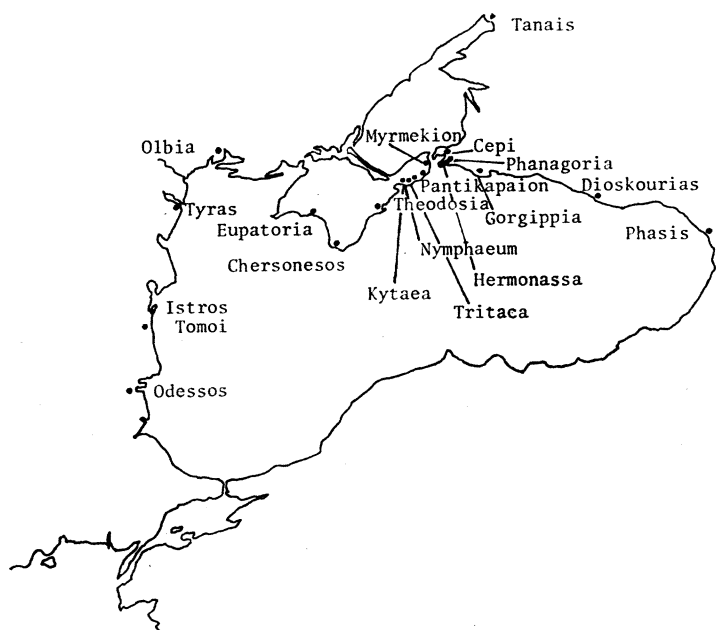 Tanais
Olbia
Myrmekion
Cepi
Phanagoria
Pantikapaion
Dioskourias
Tyras
Theodosia
Gorgippia
Eupatoria
Phasis
Nymphaeum
Chersonesos
Hermonassa
Kytaea
Tritaca
Istros
Tomoi
Odessos